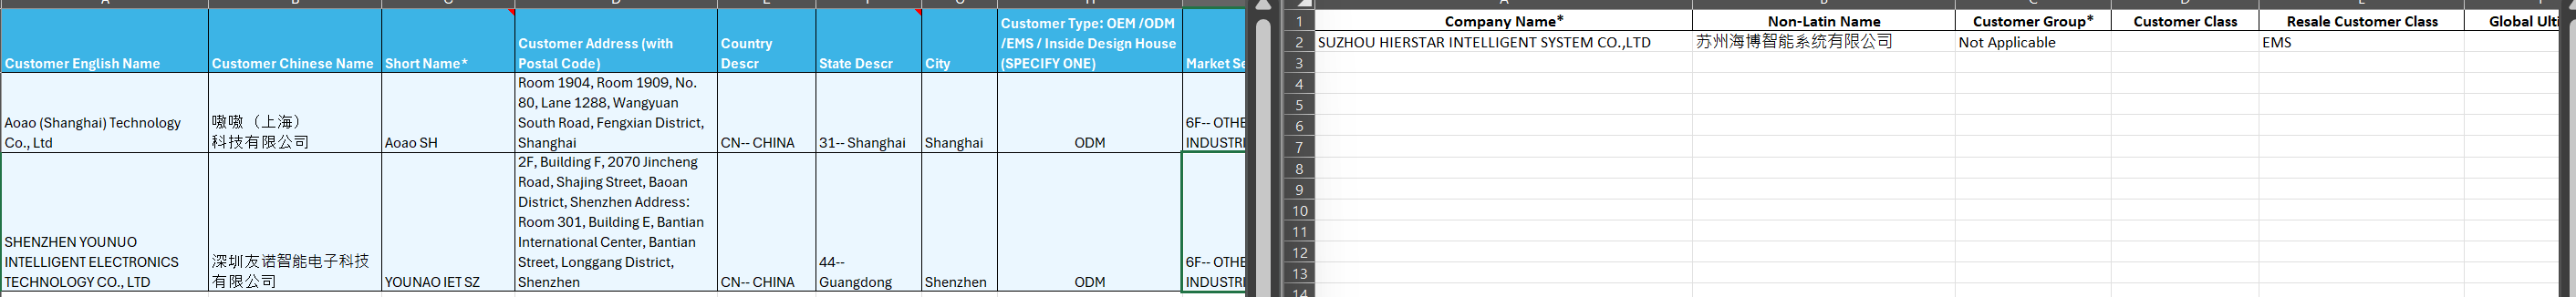 A B C D E F G H
Customer English Name
Customer Chinese Name
Short Name*
Customer Address (with
Postal Code)
Country
Descr
State Descr
City
Customer Type: OEM /ODM
/EMS / Inside Design House
(SPECIFY ONE)
Market Se
Aoao (Shanghai) Technology
Co., Ltd
嗷嗷（上海）
科技有限公司
Aoao SH
Room 1904, Room 1909, No.
80, Lane 1288, Wangyuan
South Road, Fengxian District,
Shanghai
CN-- CHINA
31-- Shanghai
Shanghai
ODM
6F-- OTHE
INDUSTRI
SHENZHEN YOUNUO
INTELLIGENT ELECTRONICS
TECHNOLOGY CO., LTD
深圳友诺智能电子科技
有限公司
YOUNAO IET SZ
2F, Building F, 2070 Jincheng
Road, Shajing Street, Baoan
District, Shenzhen Address：
Room 301, Building E, Bantian
International Center, Bantian
Street, Longgang District,
Shenzhen
CN-- CHINA
44--
Guangdong
Shenzhen
ODM
6F-- OTHE
INDUSTRI
A B C D E F
1 Company Name* Non-Latin Name Customer Group* Customer Class Resale Customer Class Global Ulti
2 SUZHOU HIERSTAR INTELLIGENT SYSTEM CO.,LTD 苏州海博智能系统有限公司 Not Applicable EMS
3
4
5
6
7
8
9
10
11
12
13
14